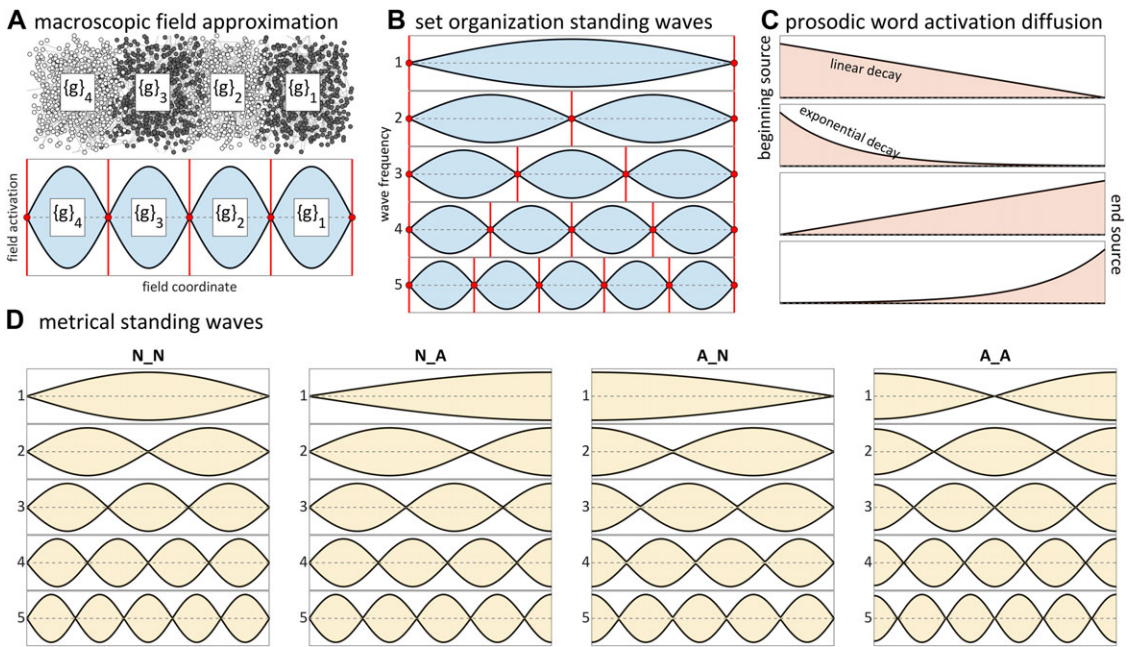 A macroscopic field approximation
{g}4 {g}3 {g}2 {g}1
field activation
{g}4 {g}3 {g}2 {g}1
field coordinate
B set organization standing waves
wave frequency
1
2
3
4
5
C prosodic word activation diffusion
beginning source
linear decay
exponential decay
end source
D metrical standing waves
N_N N_A A_N A_A
1 1 1 1
2 2 2 2
3 3 3 3
4 4 4 4
5 5 5 5